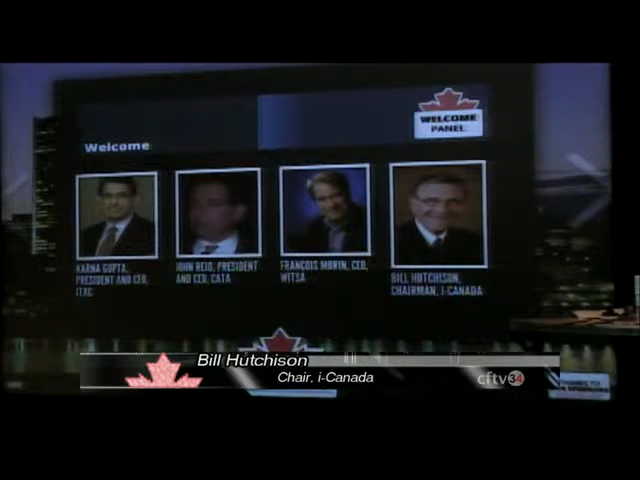 WELCOME
PANEL
Welcome
KARNA GUPTA,
PRESIDENT AND CEO,
ITAC
JOHN REID, PRESIDENT
AND CEO, CATA
FRANCOIS MORIN, CEO,
WITSA
BILL HUTCHISON,
CHAIRMAN, I-CANADA
Bill Hutchison
Chair, i-Canada
cftv34